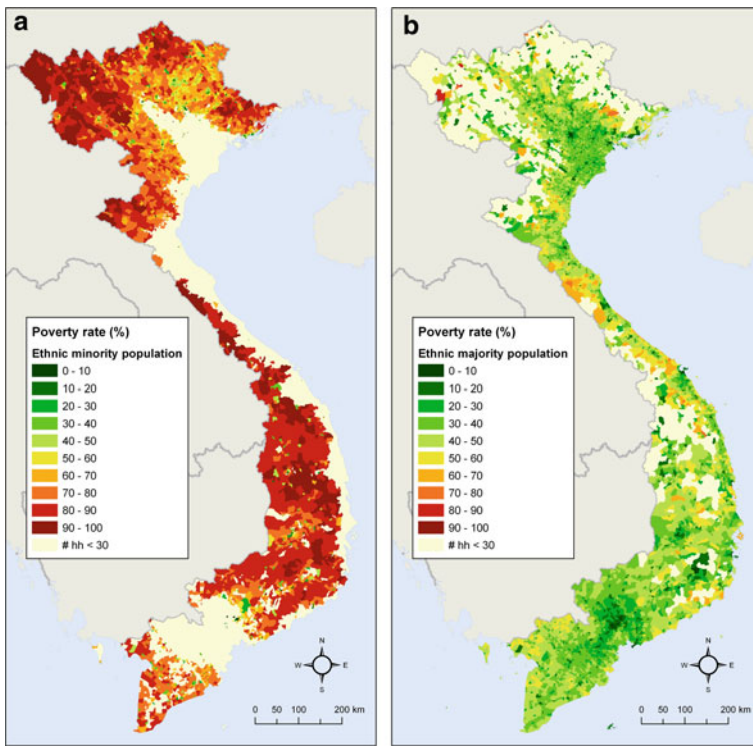 a
Poverty rate (%)
Ethnic minority population
0 - 10
10 - 20
20 - 30
30 - 40
40 - 50
50 - 60
60 - 70
70 - 80
80 - 90
90 - 100
# hh < 30
N
W E
S
0 50 100 200 km
b
Poverty rate (%)
Ethnic majority population
0 - 10
10 - 20
20 - 30
30 - 40
40 - 50
50 - 60
60 - 70
70 - 80
80 - 90
90 - 100
# hh < 30
N
W E
S
0 50 100 200 km